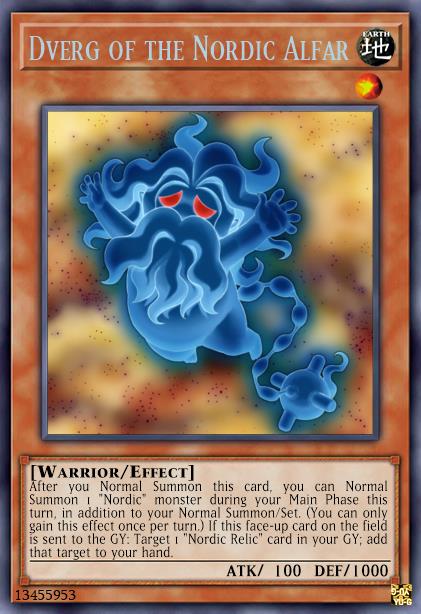 Dverg of the Nordic Alfar
EARTH
地
[Warrior/Effect]
After you Normal Summon this card, you can Normal
Summon 1 "Nordic" monster during your Main Phase this
turn, in addition to your Normal Summon/Set. (You can only
gain this effect once per turn.) If this face-up card on the field
is sent to the GY: Target 1 "Nordic Relic" card in your GY; add
that target to your hand.
ATK/ 100 DEF/1000
13455953